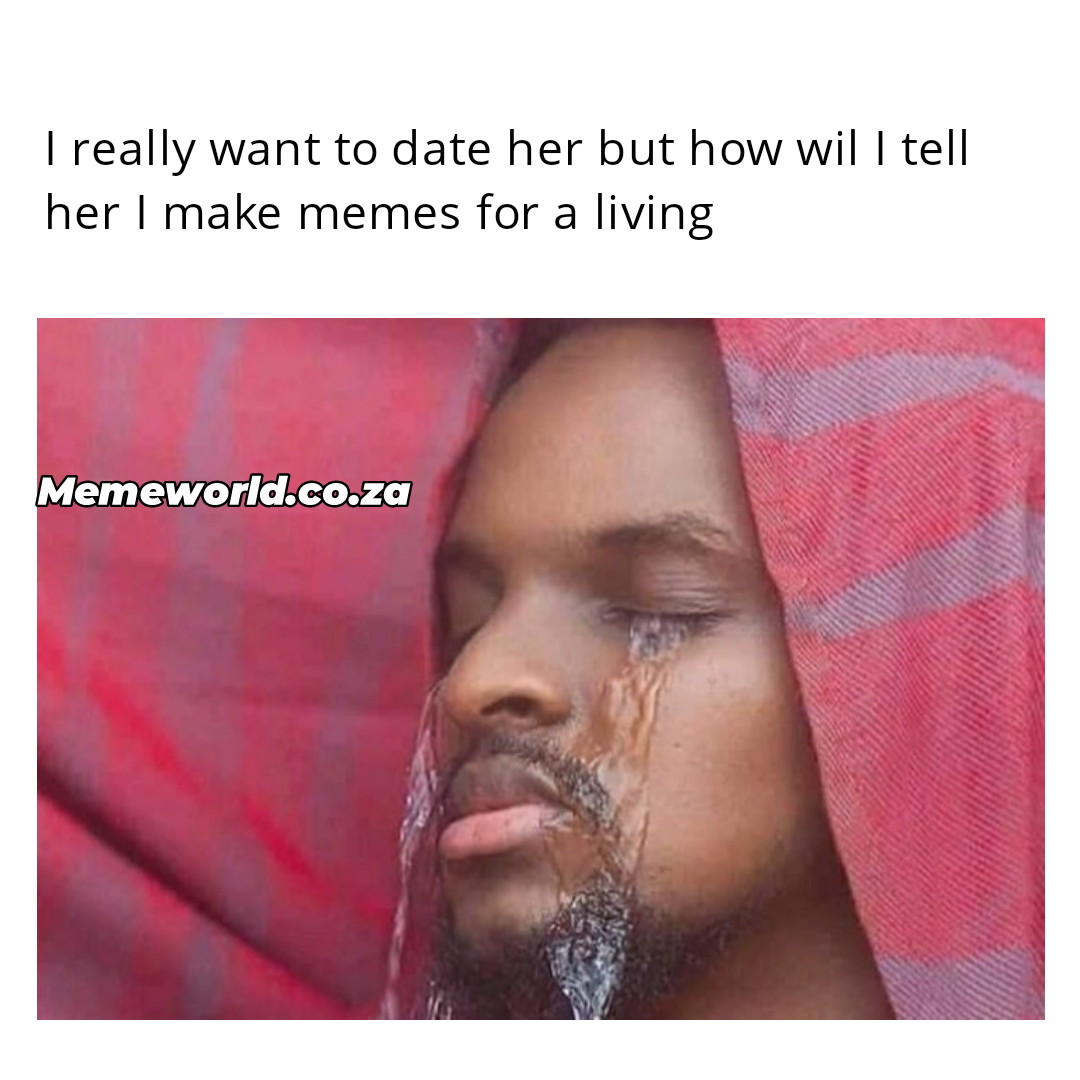 I really want to date her but how wil I tell
her I make memes for a living
Memeworld.co.za